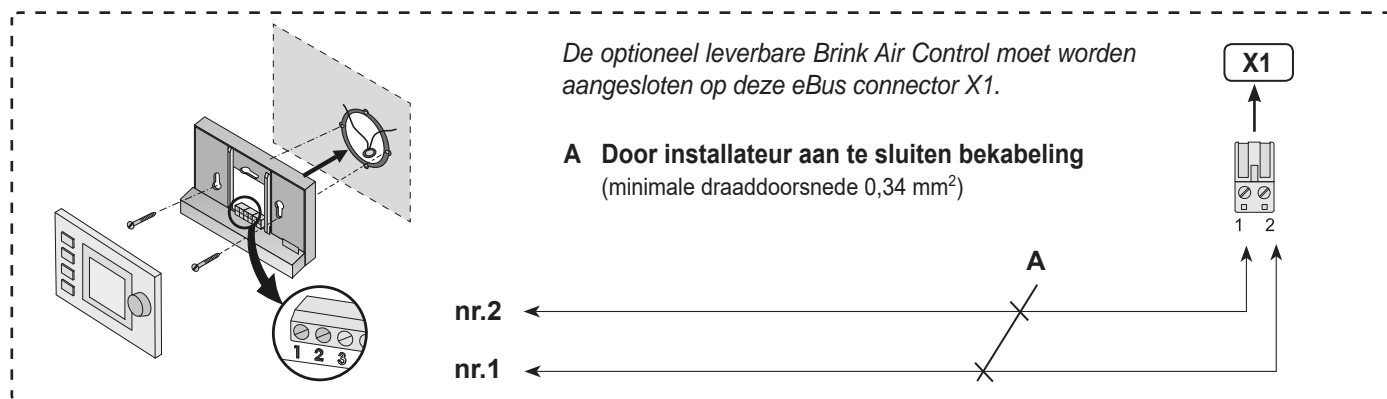 De optioneel leverbare Brink Air Control moet worden
aangesloten op deze eBus connector X1.
X1
A Door installateur aan te sluiten bekabeling
(minimale draaddoorsnede 0,34 mm²)
1 2
A
nr.2
nr.1
1 2 3